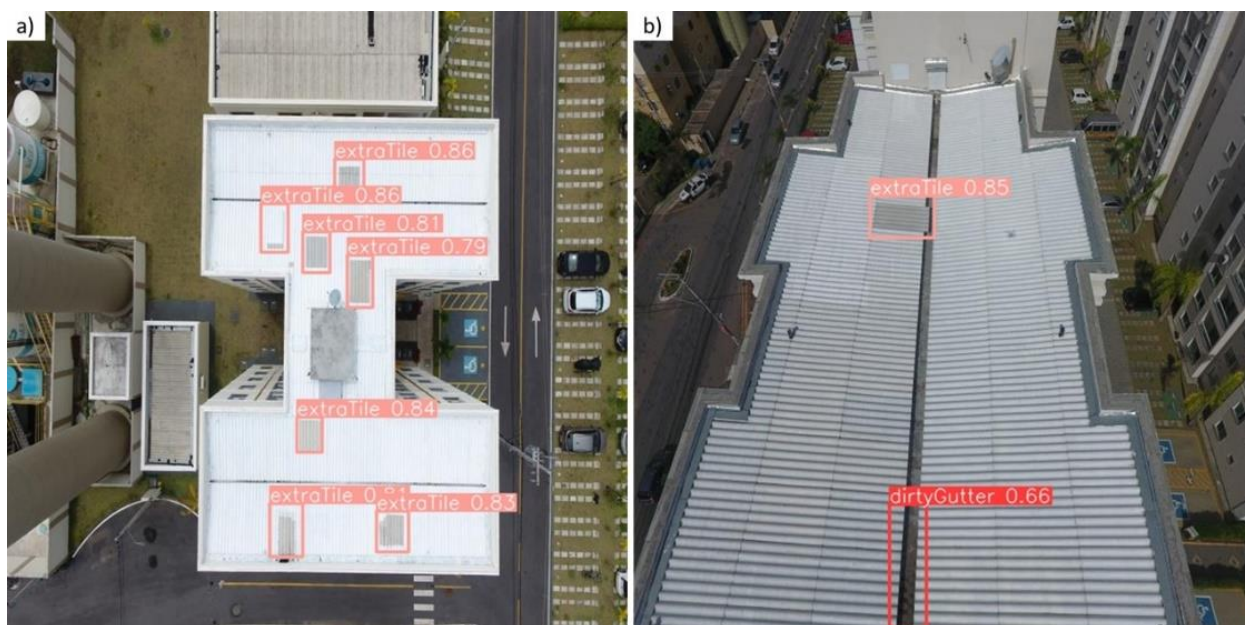 a)
extraTile 0.86
extraTile 0.86
extraTile 0.81
extraTile 0.79
extraTile 0.84
extraTile
extraTile 0.83
b)
extraTile 0.85
dirtyGutter 0.66